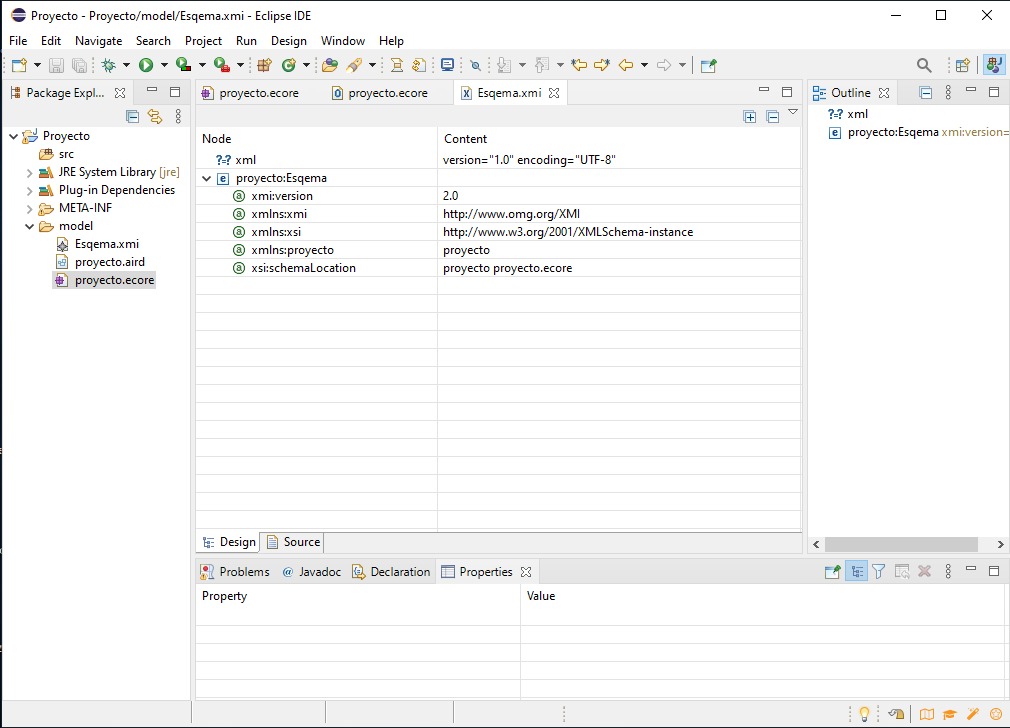 Proyecto - Proyecto/model/Esqema.xmi - Eclipse IDE
File Edit Navigate Search Project Run Design Window Help
Package Expl...
Proyecto
src
JRE System Library [jre]
Plug-in Dependencies
META-INF
model
Esqema.xmi
proyecto.aird
proyecto.ecore
proyecto.ecore proyecto.ecore Esqema.xmi
Node Content
xml version="1.0" encoding="UTF-8"
proyecto:Esqema
xmi:version 2.0
xmlns:xmi http://www.omg.org/XMI
xmlns:xsi http://www.w3.org/2001/XMLSchema-instance
xmlns:proyecto proyecto
xsi:schemaLocation proyecto proyecto.ecore
Design Source
Outline
xml
proyecto:Esqema xmi:version=
Problems Javadoc Declaration Properties
Property Value